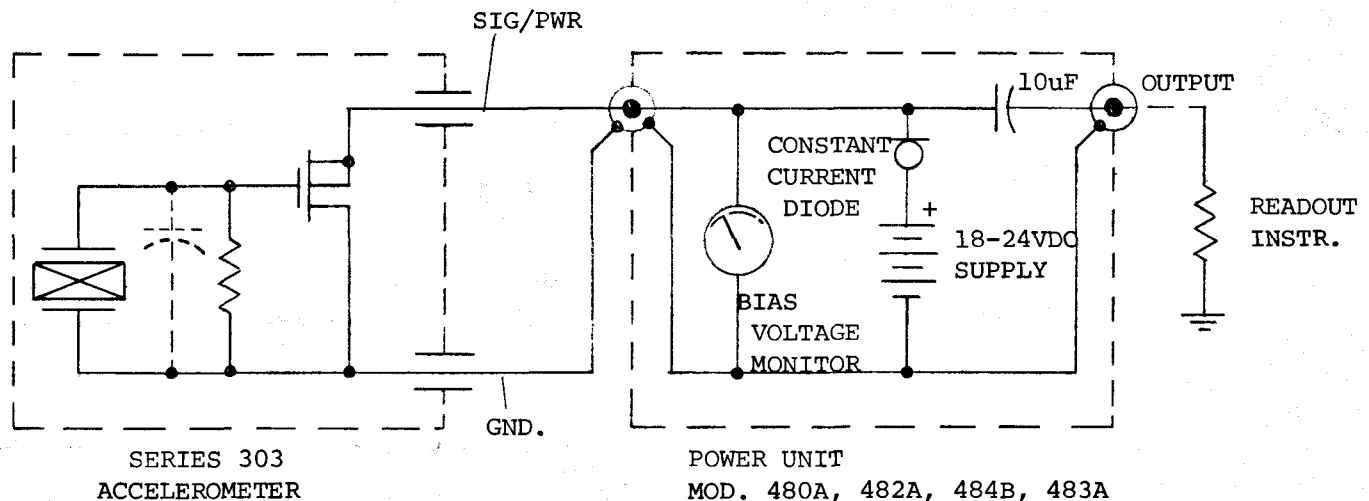 SIG/PWR
10uF
OUTPUT
CONSTANT
CURRENT
DIODE
+
18-24VDC
SUPPLY
READOUT
INSTR.
BIAS
VOLTAGE
MONITOR
GND.
SERIES 303
ACCELEROMETER
POWER UNIT
MOD. 480A, 482A, 484B, 483A